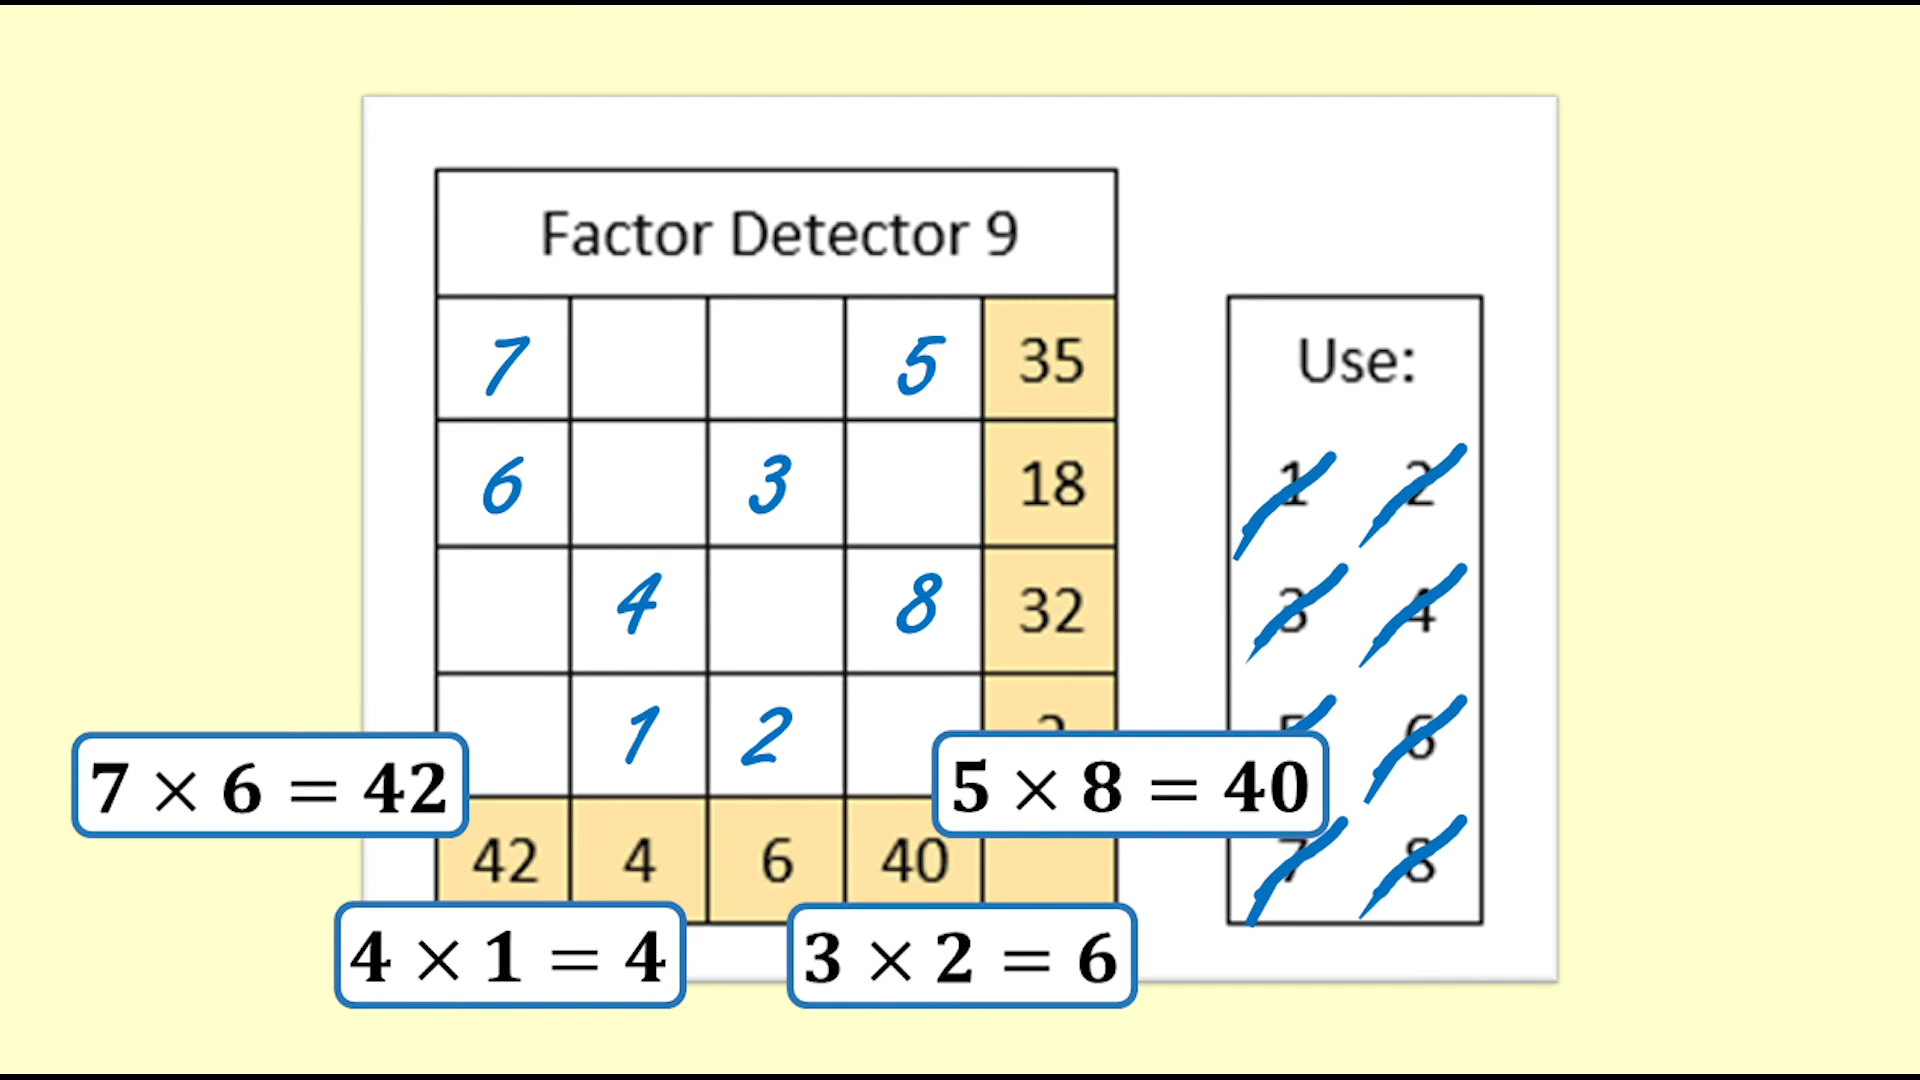 Factor Detector 9
7 5 35
6 3 18
4 8 32
1 2 2
42 4 6 40
Use:
1 2
3 4
5 6
7 8
7 × 6 = 42
5 × 8 = 40
4 × 1 = 4
3 × 2 = 6